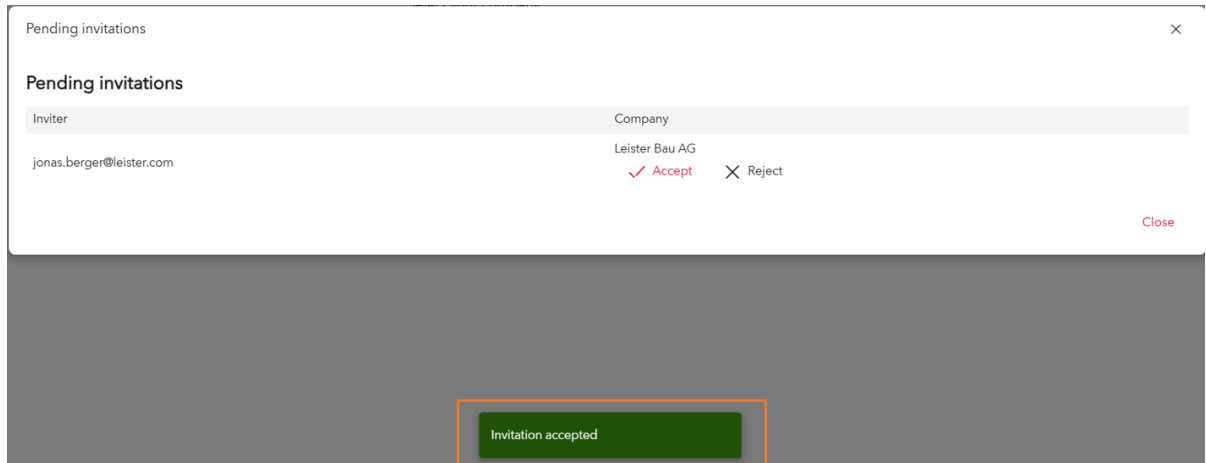 Pending invitations
Pending invitations
Inviter Company
jonas.berger@leister.com
Leister Bau AG
Accept Reject
Close
Invitation accepted